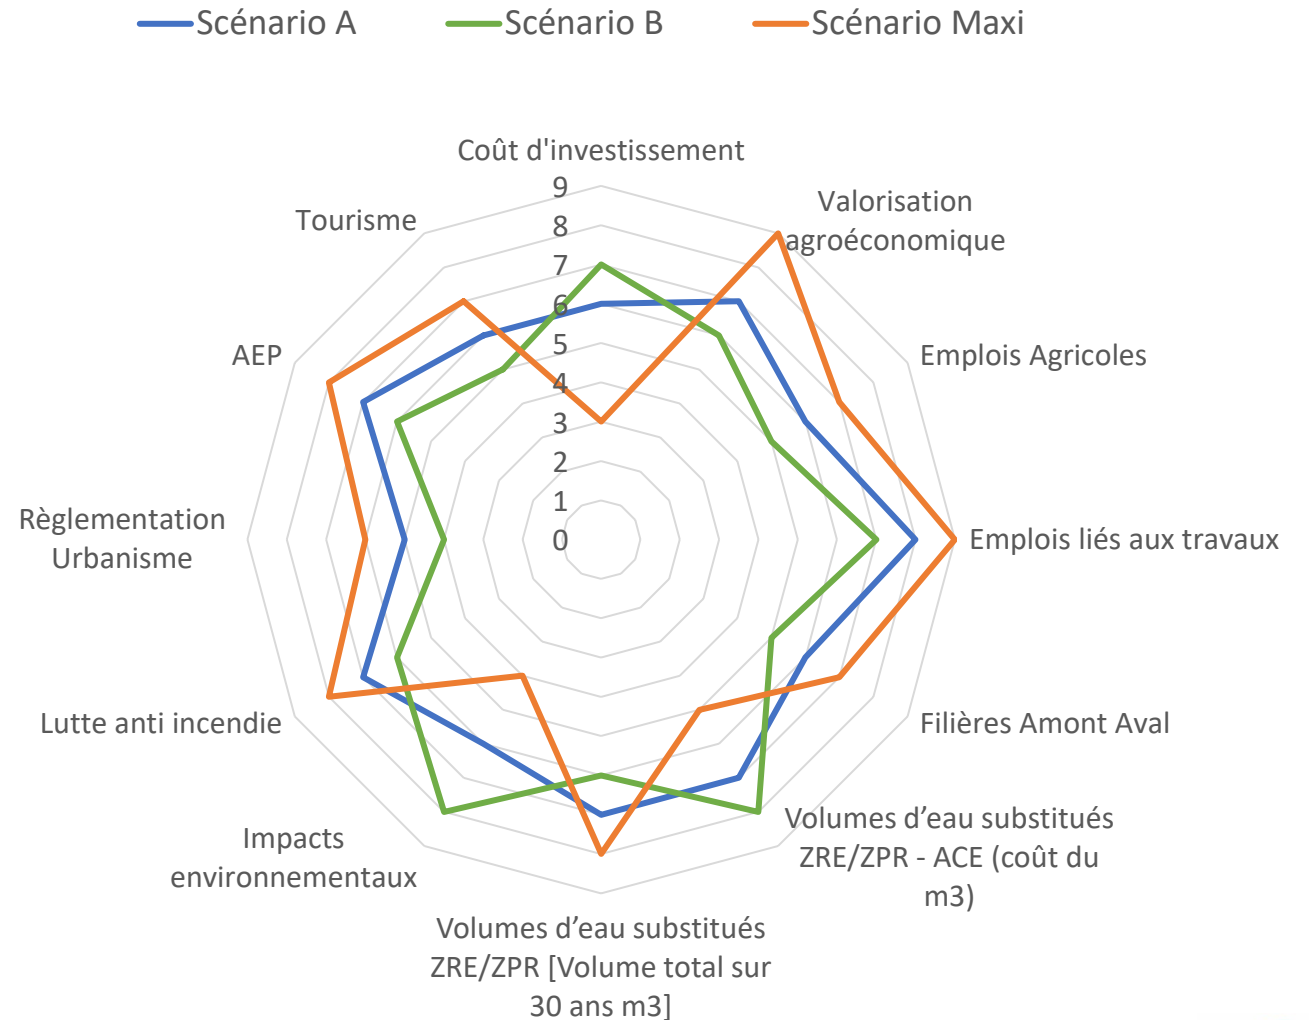 Scénario A
Scénario B
Scénario Maxi
Coût d'investissement
Valorisation
agroéconomique
Emplois Agricoles
Emplois liés aux travaux
Filières Amont Aval
Volumes d’eau substitués
ZRE/ZPR - ACE (coût du
m3)
Volumes d’eau substitués
ZRE/ZPR [Volume total sur
30 ans m3]
Impacts
environnementaux
Lutte anti incendie
Règlementation
Urbanisme
AEP
Tourisme
9
8
7
6
5
4
3
2
1
0